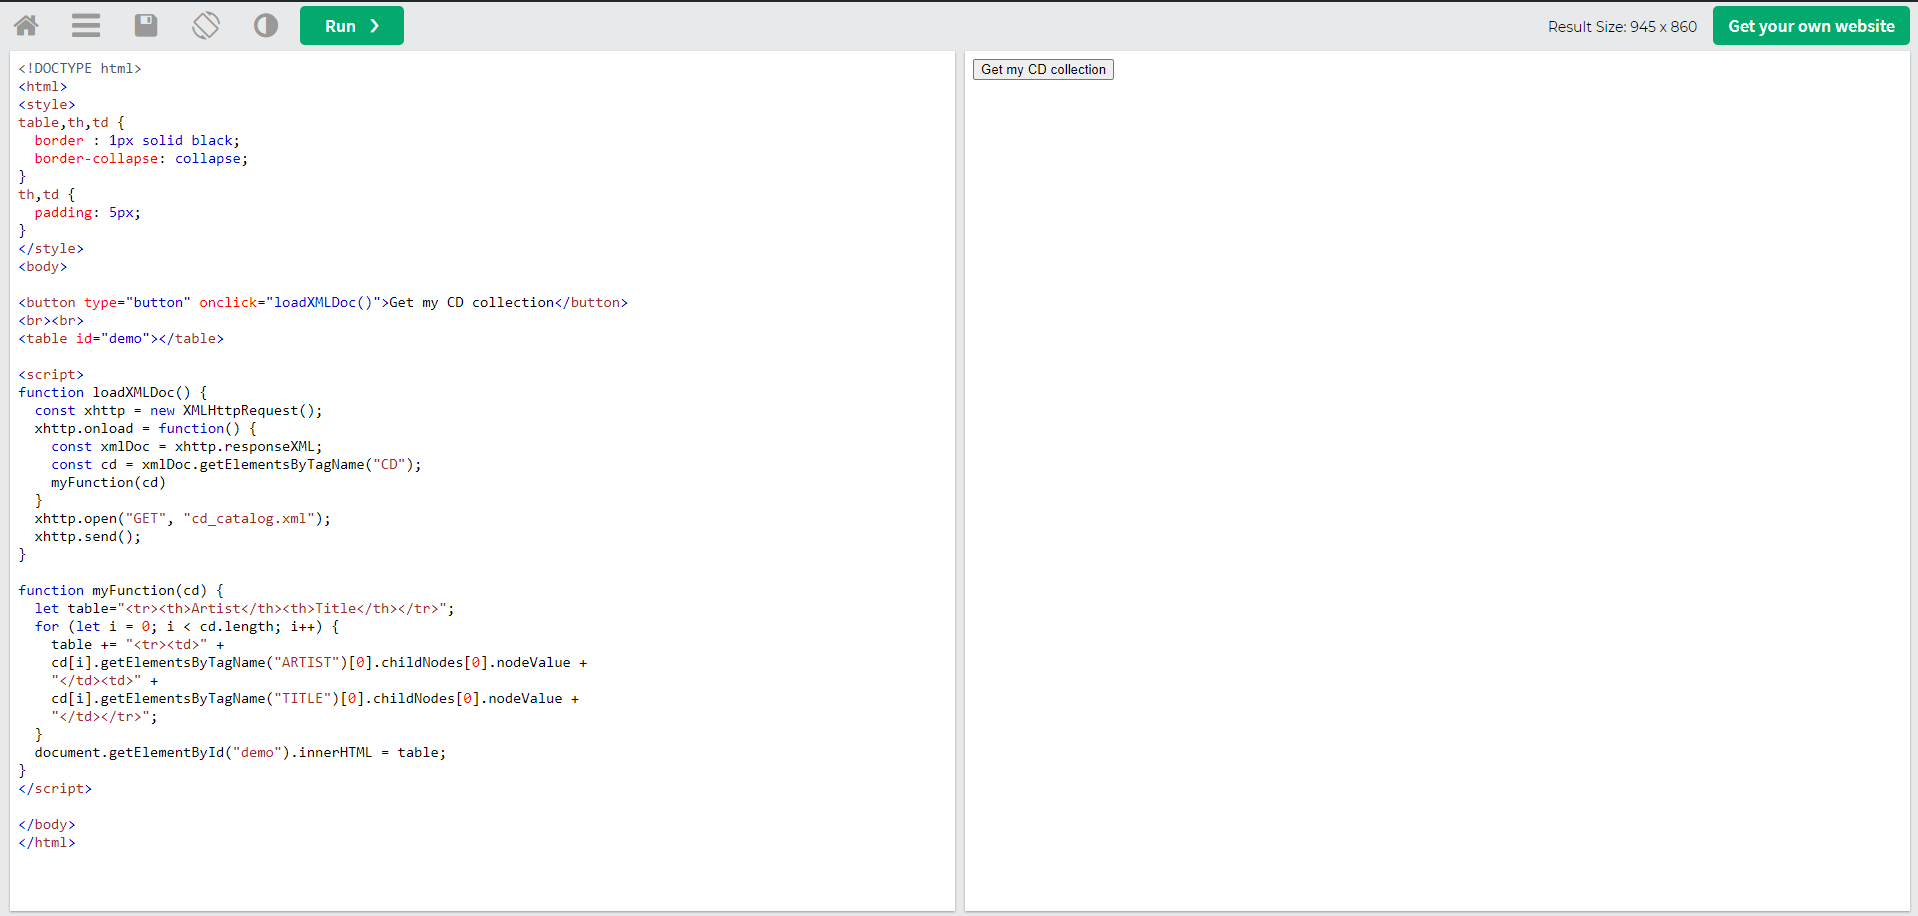 Run ❯
Result Size: 945 x 860
Get your own website
<!DOCTYPE html>
<html>
<style>
table,th,td {
  border : 1px solid black;
  border-collapse: collapse;
}
th,td {
  padding: 5px;
}
</style>
<body>

<button type="button" onclick="loadXMLDoc()">Get my CD collection</button>
<br><br>
<table id="demo"></table>

<script>
function loadXMLDoc() {
  const xhttp = new XMLHttpRequest();
  xhttp.onload = function() {
    const xmlDoc = xhttp.responseXML;
    const cd = xmlDoc.getElementsByTagName("CD");
    myFunction(cd)
  }
  xhttp.open("GET", "cd_catalog.xml");
  xhttp.send();
}

function myFunction(cd) {
  let table="<tr><th>Artist</th><th>Title</th></tr>";
  for (let i = 0; i < cd.length; i++) {
    table += "<tr><td>" +
    cd[i].getElementsByTagName("ARTIST")[0].childNodes[0].nodeValue +
    "</td><td>" +
    cd[i].getElementsByTagName("TITLE")[0].childNodes[0].nodeValue +
    "</td></tr>";
  }
  document.getElementById("demo").innerHTML = table;
}
</script>

</body>
</html>
Get my CD collection